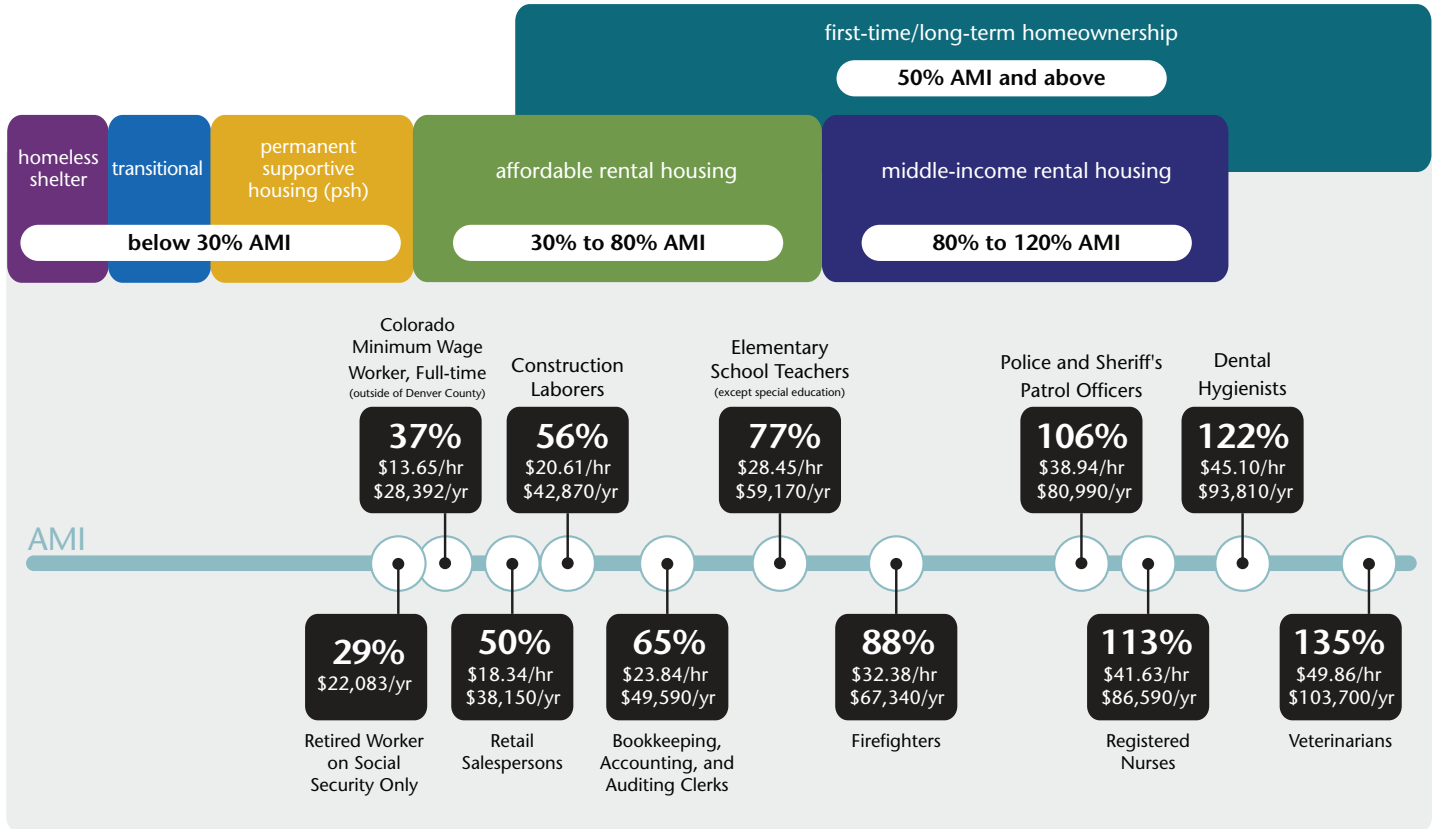 first-time/long-term homeownership
50% AMI and above
homeless
shelter
transitional
permanent
supportive
housing (psh)
affordable rental housing
middle-income rental housing
below 30% AMI
30% to 80% AMI
80% to 120% AMI
Colorado
Minimum Wage
Worker, Full-time
(outside of Denver County)
37%
$13.65/hr
$28,392/yr
Construction
Laborers
56%
$20.61/hr
$42,870/yr
Elementary
School Teachers
(except special education)
77%
$28.45/hr
$59,170/yr
Police and Sheriff's
Patrol Officers
106%
$38.94/hr
$80,990/yr
Dental
Hygienists
122%
$45.10/hr
$93,810/yr
AMI
29%
$22,083/yr
Retired Worker
on Social
Security Only
50%
$18.34/hr
$38,150/yr
Retail
Salespersons
65%
$23.84/hr
$49,590/yr
Bookkeeping,
Accounting, and
Auditing Clerks
88%
$32.38/hr
$67,340/yr
Firefighters
113%
$41.63/hr
$86,590/yr
Registered
Nurses
135%
$49.86/hr
$103,700/yr
Veterinarians